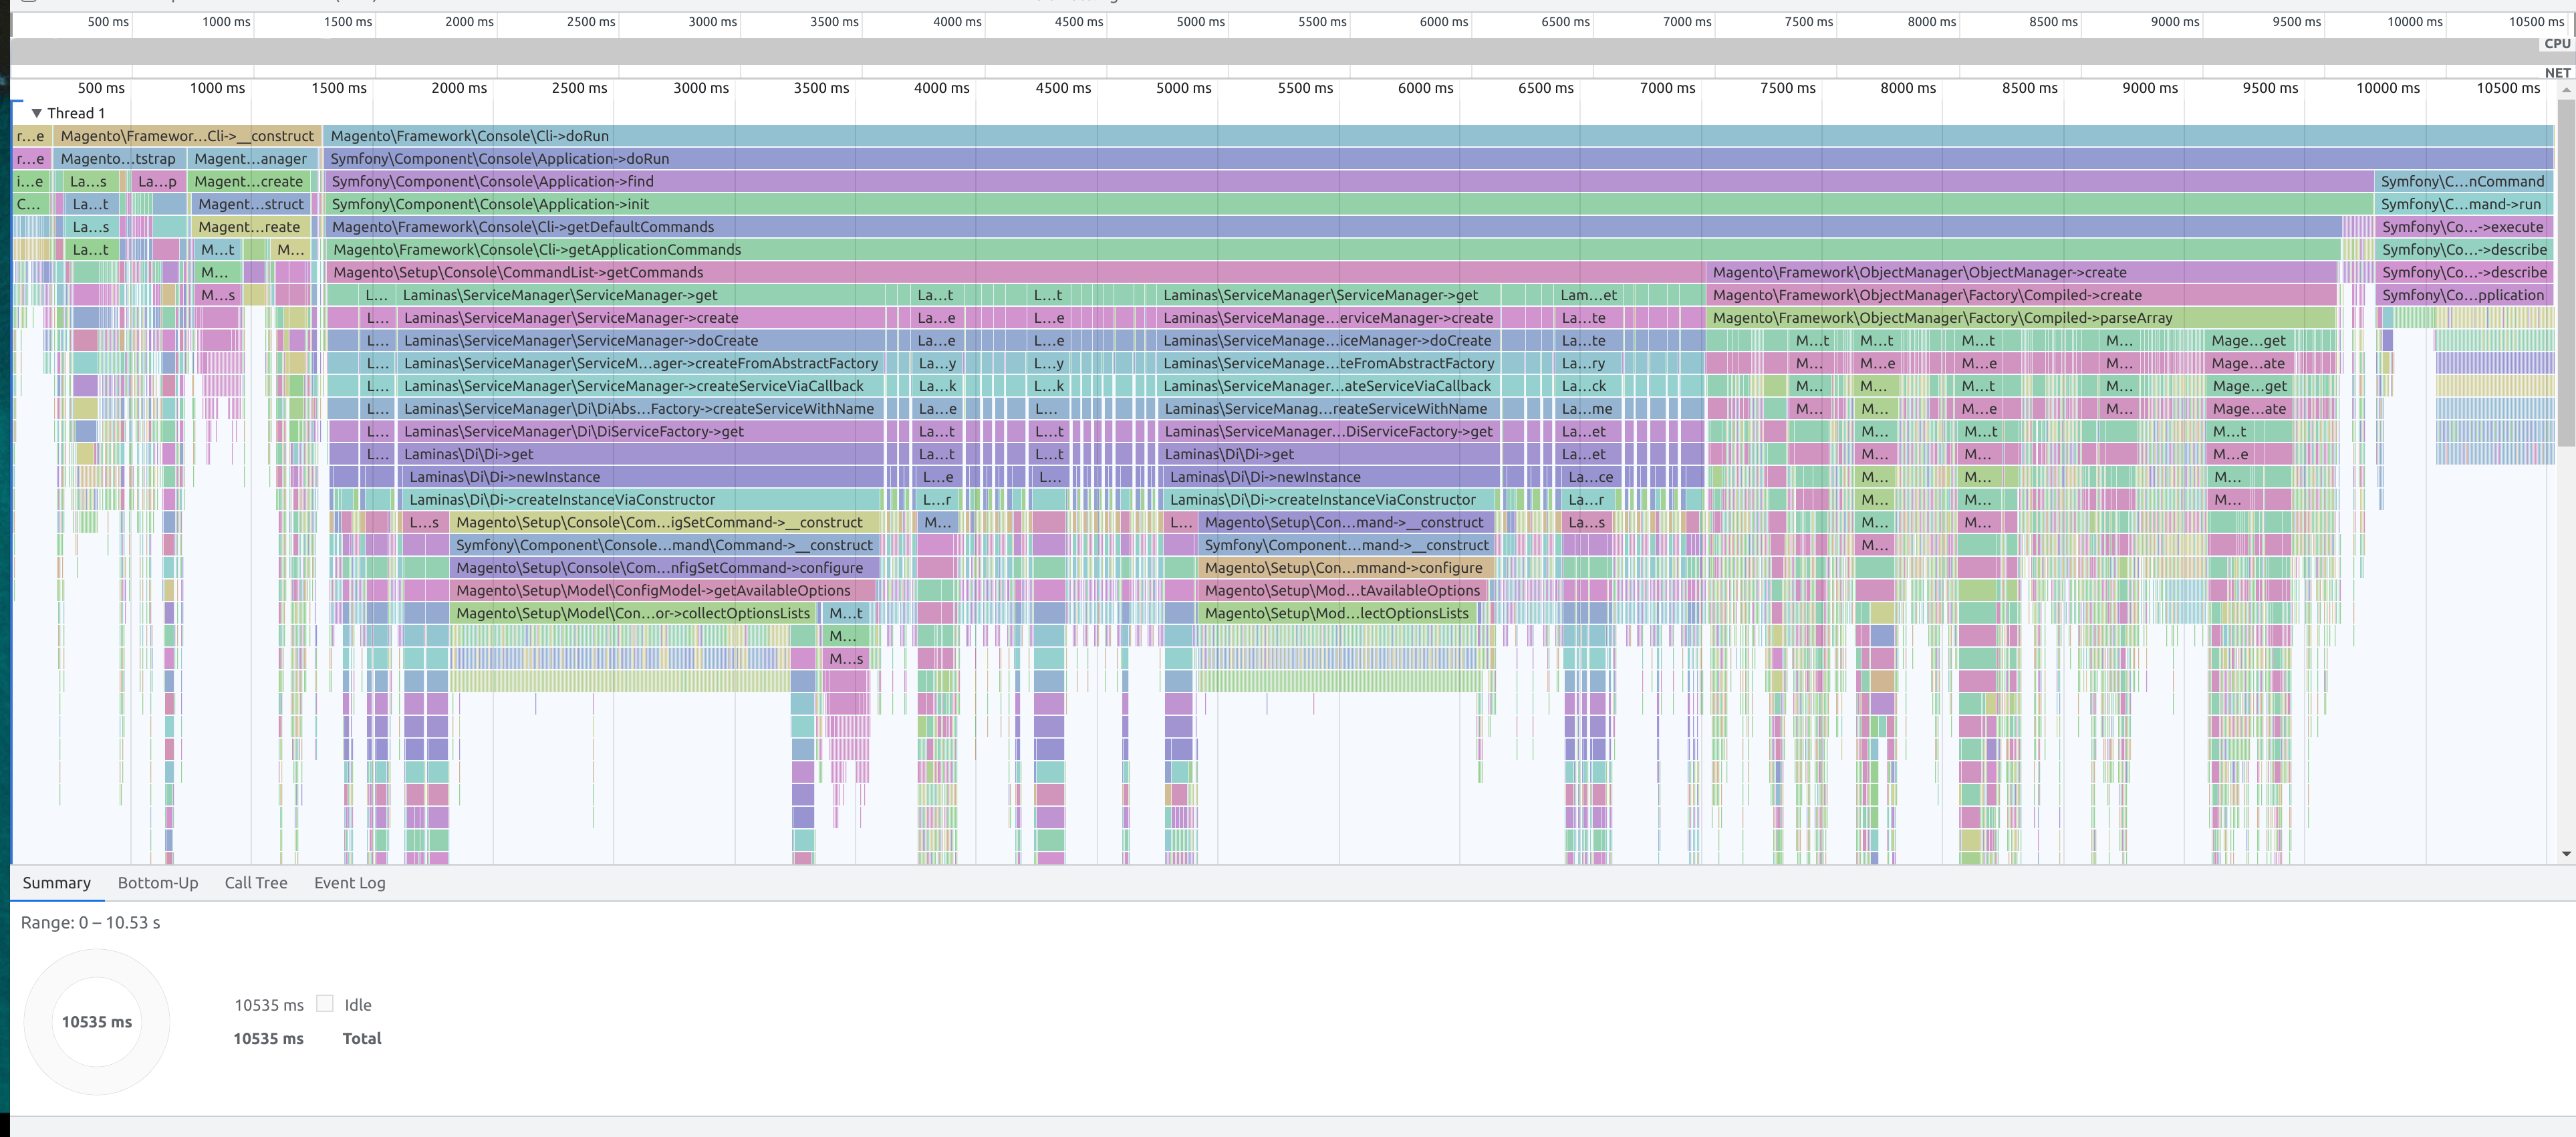 500 ms 1000 ms 1500 ms 2000 ms 2500 ms 3000 ms 3500 ms 4000 ms 4500 ms 5000 ms 5500 ms 6000 ms 6500 ms 7000 ms 7500 ms 8000 ms 8500 ms 9000 ms 9500 ms 10000 ms 10500 ms
CPU
NET
500 ms 1000 ms 1500 ms 2000 ms 2500 ms 3000 ms 3500 ms 4000 ms 4500 ms 5000 ms 5500 ms 6000 ms 6500 ms 7000 ms 7500 ms 8000 ms 8500 ms 9000 ms 9500 ms 10000 ms 10500 ms
▼ Thread 1
r…e Magento\Framewor…Cli->__construct Magento\Framework\Console\Cli->doRun
r…e Magento…tstrap Magent…anager Symfony\Component\Console\Application->doRun
i…e La…s La…p Magent…create Symfony\Component\Console\Application->find Symfony\C…nCommand
C… La…t Magent…struct Symfony\Component\Console\Application->init Symfony\C…mand->run
La…s Magent…reate Magento\Framework\Console\Cli->getDefaultCommands Symfony\Co…->execute
La…t M…t M… Magento\Framework\Console\Cli->getApplicationCommands Symfony\Co…->describe
M… Magento\Setup\Console\CommandList->getCommands Magento\Framework\ObjectManager\ObjectManager->create Symfony\Co…->describe
M…s L… Laminas\ServiceManager\ServiceManager->get La…t L…t Laminas\ServiceManager\ServiceManager->get Lam…et Magento\Framework\ObjectManager\Factory\Compiled->create Symfony\Co…pplication
L… Laminas\ServiceManager\ServiceManager->create La…e L…e Laminas\ServiceManage…erviceManager->create La…te Magento\Framework\ObjectManager\Factory\Compiled->parseArray
L… Laminas\ServiceManager\ServiceManager->doCreate La…e L…e Laminas\ServiceManage…iceManager->doCreate La…te M…t M…t M…t M… Mage…get
L… Laminas\ServiceManager\ServiceM…ager->createFromAbstractFactory La…y L…y Laminas\ServiceManage…teFromAbstractFactory La…ry M… M…e M…e M… Mage…ate
L… Laminas\ServiceManager\ServiceManager->createServiceViaCallback La…k L…k Laminas\ServiceManage…ateServiceViaCallback La…ck M… M… M…t M… Mage…get
L… Laminas\ServiceManager\Di\DiAbs…Factory->createServiceWithName La…e L… Laminas\ServiceManag…reateServiceWithName La…me M… M… M…e M… Mage…ate
L… Laminas\ServiceManager\Di\DiServiceFactory->get La…t L…t Laminas\ServiceManager…DiServiceFactory->get La…et M… M…t M…t
L… Laminas\Di\Di->get La…t L…t Laminas\Di\Di->get La…et M… M… M…e
Laminas\Di\Di->newInstance L…e L… Laminas\Di\Di->newInstance La…ce M… M… M…
Laminas\Di\Di->createInstanceViaConstructor L…r Laminas\Di\Di->createInstanceViaConstructor La…r M… M… M…
L…s Magento\Setup\Console\Com…igSetCommand->__construct M… L… Magento\Setup\Con…mand->__construct La…s M… M…
Symfony\Component\Console…mand\Command->__construct Symfony\Component…mand->__construct M…
Magento\Setup\Console\Com…nfigSetCommand->configure Magento\Setup\Con…mmand->configure
Magento\Setup\Model\ConfigModel->getAvailableOptions Magento\Setup\Mod…tAvailableOptions
Magento\Setup\Model\Con…or->collectOptionsLists M…t Magento\Setup\Mod…lectOptionsLists
M…
M…s
Summary Bottom-Up Call Tree Event Log
Range: 0 – 10.53 s
10535 ms
10535 ms Idle
10535 ms Total